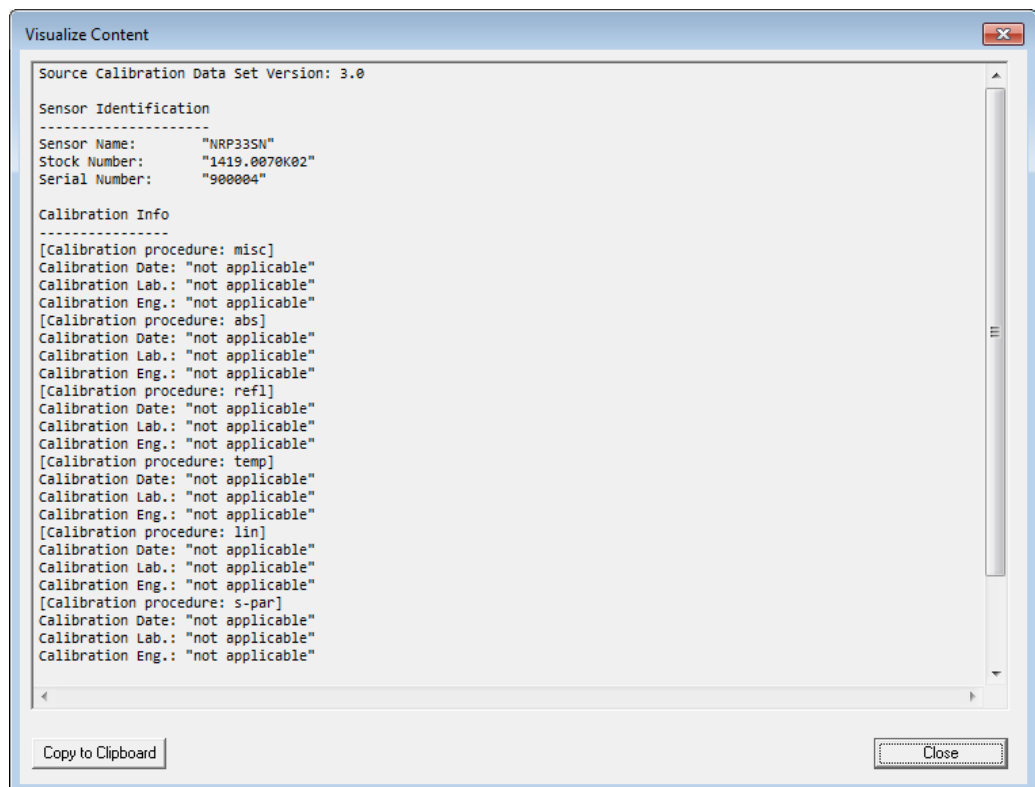 Visualize Content
Source Calibration Data Set Version: 3.0
Sensor Identification
---------------------
Sensor Name: "NRP33SN"
Stock Number: "1419.0070K02"
Serial Number: "900004"
Calibration Info
----------------
[Calibration procedure: misc]
Calibration Date: "not applicable"
Calibration Lab.: "not applicable"
Calibration Eng.: "not applicable"
[Calibration procedure: abs]
Calibration Date: "not applicable"
Calibration Lab.: "not applicable"
Calibration Eng.: "not applicable"
[Calibration procedure: refl]
Calibration Date: "not applicable"
Calibration Lab.: "not applicable"
Calibration Eng.: "not applicable"
[Calibration procedure: temp]
Calibration Date: "not applicable"
Calibration Lab.: "not applicable"
Calibration Eng.: "not applicable"
[Calibration procedure: lin]
Calibration Date: "not applicable"
Calibration Lab.: "not applicable"
Calibration Eng.: "not applicable"
[Calibration procedure: s-par]
Calibration Date: "not applicable"
Calibration Lab.: "not applicable"
Calibration Eng.: "not applicable"
Copy to Clipboard
Close